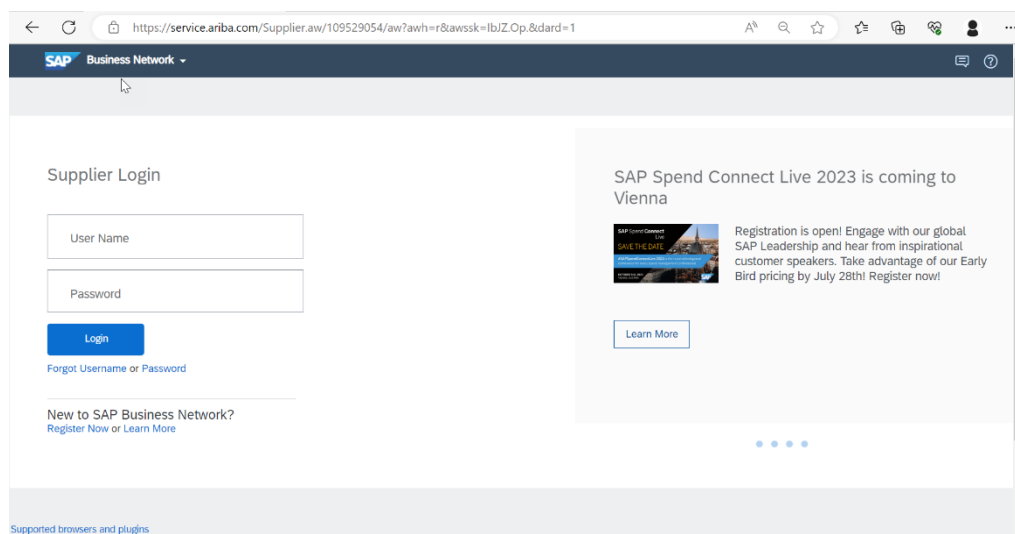 https://service.ariba.com/Supplier.aw/109529054/aw?awh=r&awssk=IbJZ.Op.&dard=1
SAP Business Network
Supplier Login
User Name
Password
Login
Forgot Username or Password
New to SAP Business Network?
Register Now or Learn More
SAP Spend Connect Live 2023 is coming to
Vienna
SAP Spend Connect
Live
SAVE THE DATE
SAP
Registration is open! Engage with our global
SAP Leadership and hear from inspirational
customer speakers. Take advantage of our Early
Bird pricing by July 28th! Register now!
Learn More
Supported browsers and plugins